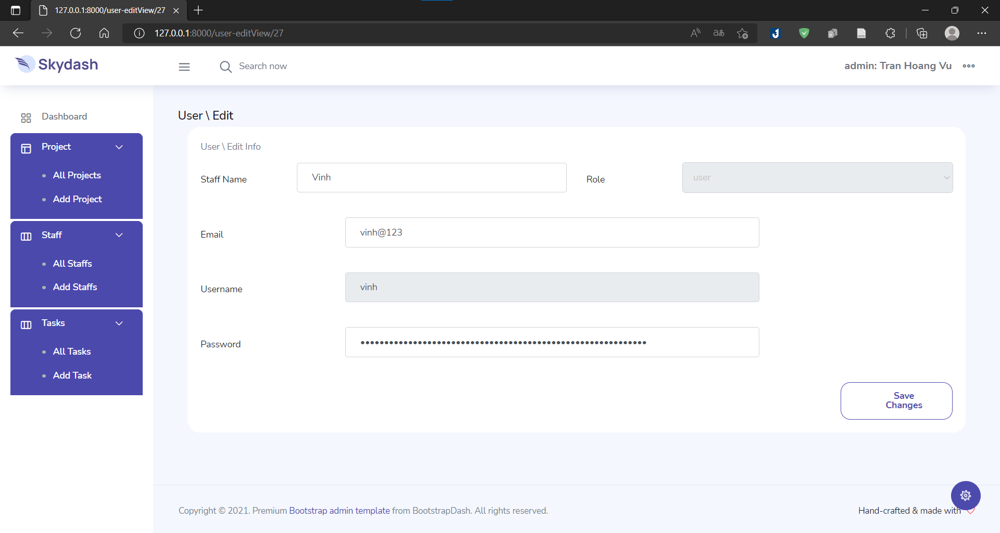 127.0.0.1:8000/user-editView/27
127.0.0.1:8000/user-editView/27
Skydash
Search now
admin: Tran Hoang Vu
Dashboard
Project
All Projects
Add Project
Staff
All Staffs
Add Staffs
Tasks
All Tasks
Add Task
User \ Edit
User \ Edit Info
Staff Name
Vinh
Role
user
Email
vinh@123
Username
vinh
Password
••••••••••••••••••••••••••••••••••••••••••••••••••••••••••••
Save
Changes
Copyright © 2021. Premium Bootstrap admin template from BootstrapDash. All rights reserved.
Hand-crafted & made with